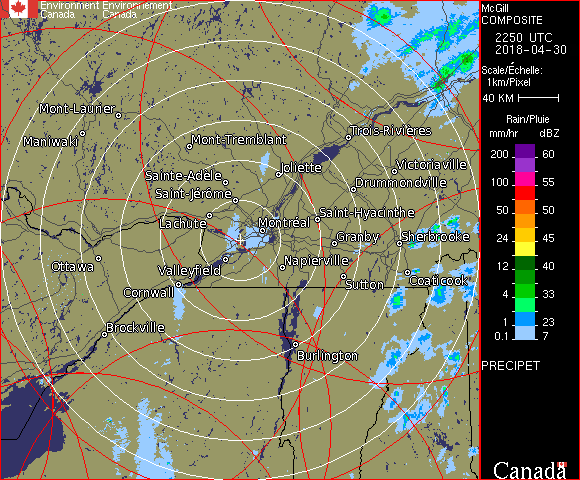 Environment Environnement
Canada Canada
McGill
COMPOSITE
2250 UTC
2018-04-30
Scale/Échelle:
1km/Pixel
40 KM
Rain/Pluie
mm/hr dBZ
200 60
100 55
50 50
24 45
12 40
4 33
1 23
0.1 7
PRECIPET
Canada
Mont-Laurier
Maniwaki
Mont-Tremblant
Trois-Rivières
Sainte-Adèle
Joliette
Victoriaville
Saint-Jérôme
Drummondville
Lachute
Montréal
Saint-Hyacinthe
Granby
Sherbrooke
Ottawa
Valleyfield
Napierville
Cornwall
Sutton
Coaticook
Brockville
Burlington